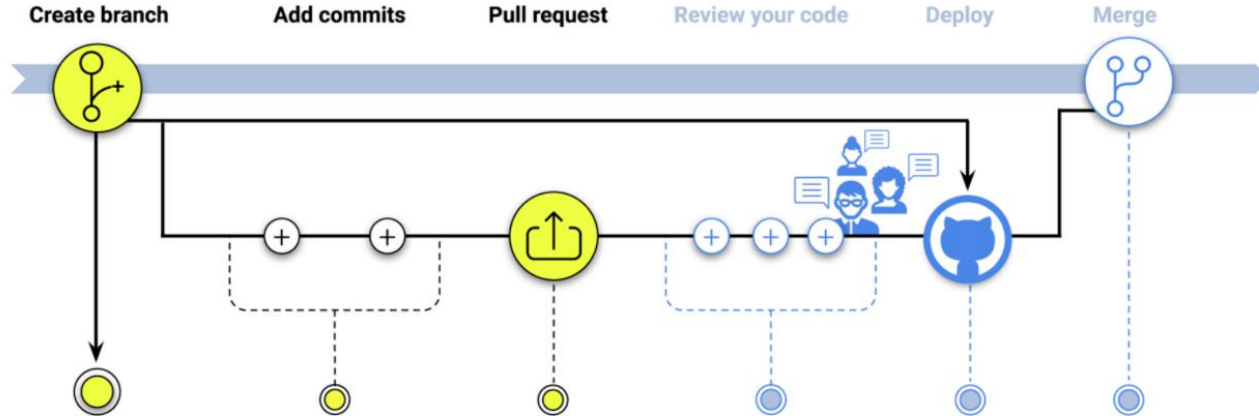 Create branch
Add commits
Pull request
Review your code
Deploy
Merge